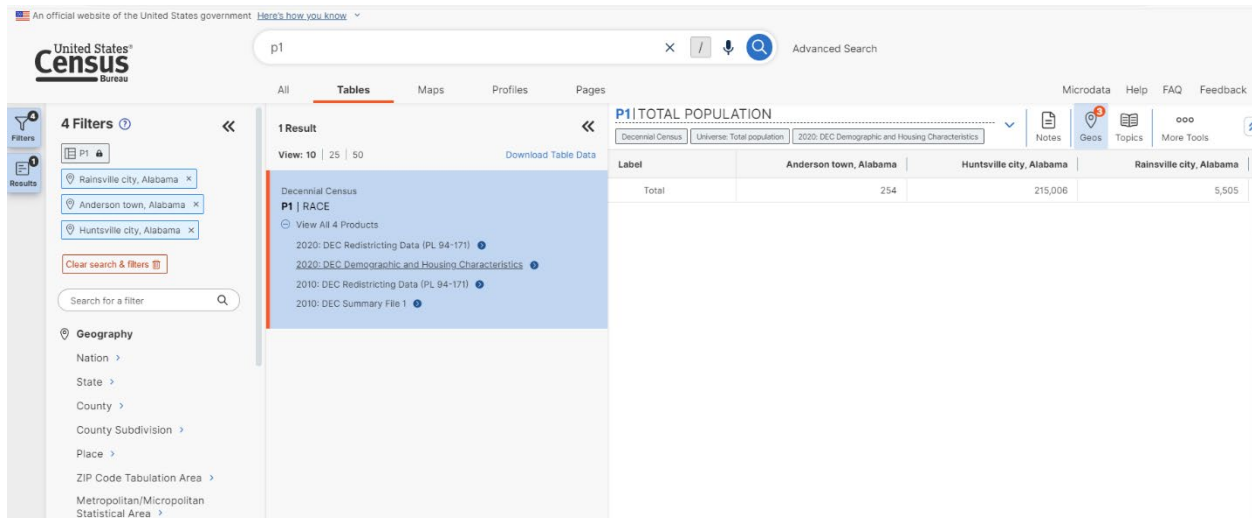 An official website of the United States government Here's how you know
United States®
Census
Bureau
p1
/
Advanced Search
All Tables Maps Profiles Pages
Microdata Help FAQ Feedback
4
Filters
1
Results
4 Filters
P1
Rainsville city, Alabama ×
Anderson town, Alabama ×
Huntsville city, Alabama ×
Clear search & filters
Search for a filter
Geography
Nation
State
County
County Subdivision
Place
ZIP Code Tabulation Area
Metropolitan/Micropolitan
Statistical Area
1 Result
View: 10 | 25 | 50 Download Table Data
Decennial Census
P1 | RACE
View All 4 Products
2020: DEC Redistricting Data (PL 94-171)
2020: DEC Demographic and Housing Characteristics
2010: DEC Redistricting Data (PL 94-171)
2010: DEC Summary File 1
P1 | TOTAL POPULATION
Decennial Census Universe: Total population 2020: DEC Demographic and Housing Characteristics
Notes
3
Geos
Topics
More Tools
Label Anderson town, Alabama Huntsville city, Alabama Rainsville city, Alabama
Total 254 215,006 5,505